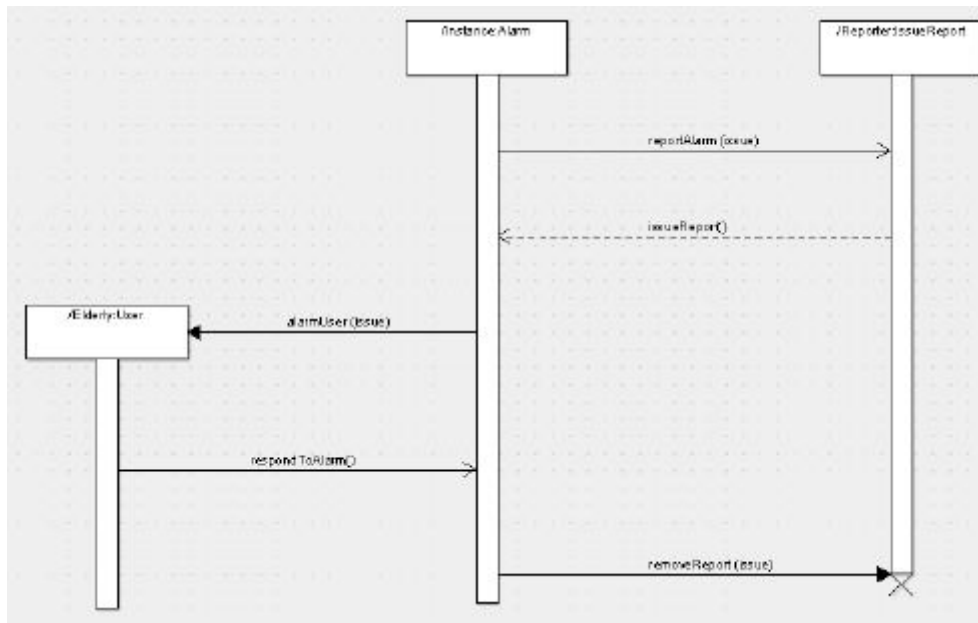 /Instance:Alarm
/Reporter:IssueReport
reportAlarm(issue)
issueReport()
/Elderly:User
alarmUser(issue)
respondToAlarm()
removeReport(issue)